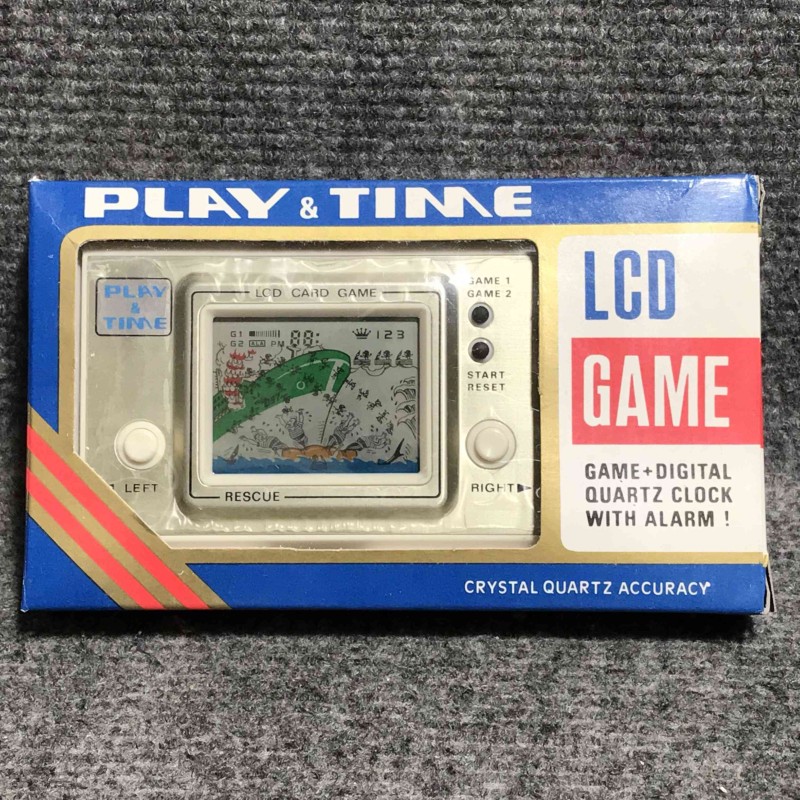 PLAY & TIME
PLAY
&
TIME
LCD CARD GAME
GAME 1
GAME 2
G1
G2 PM 88:
123
START
RESET
LEFT
RESCUE
RIGHT
LCD
GAME
GAME+DIGITAL
QUARTZ CLOCK
WITH ALARM !
CRYSTAL QUARTZ ACCURACY